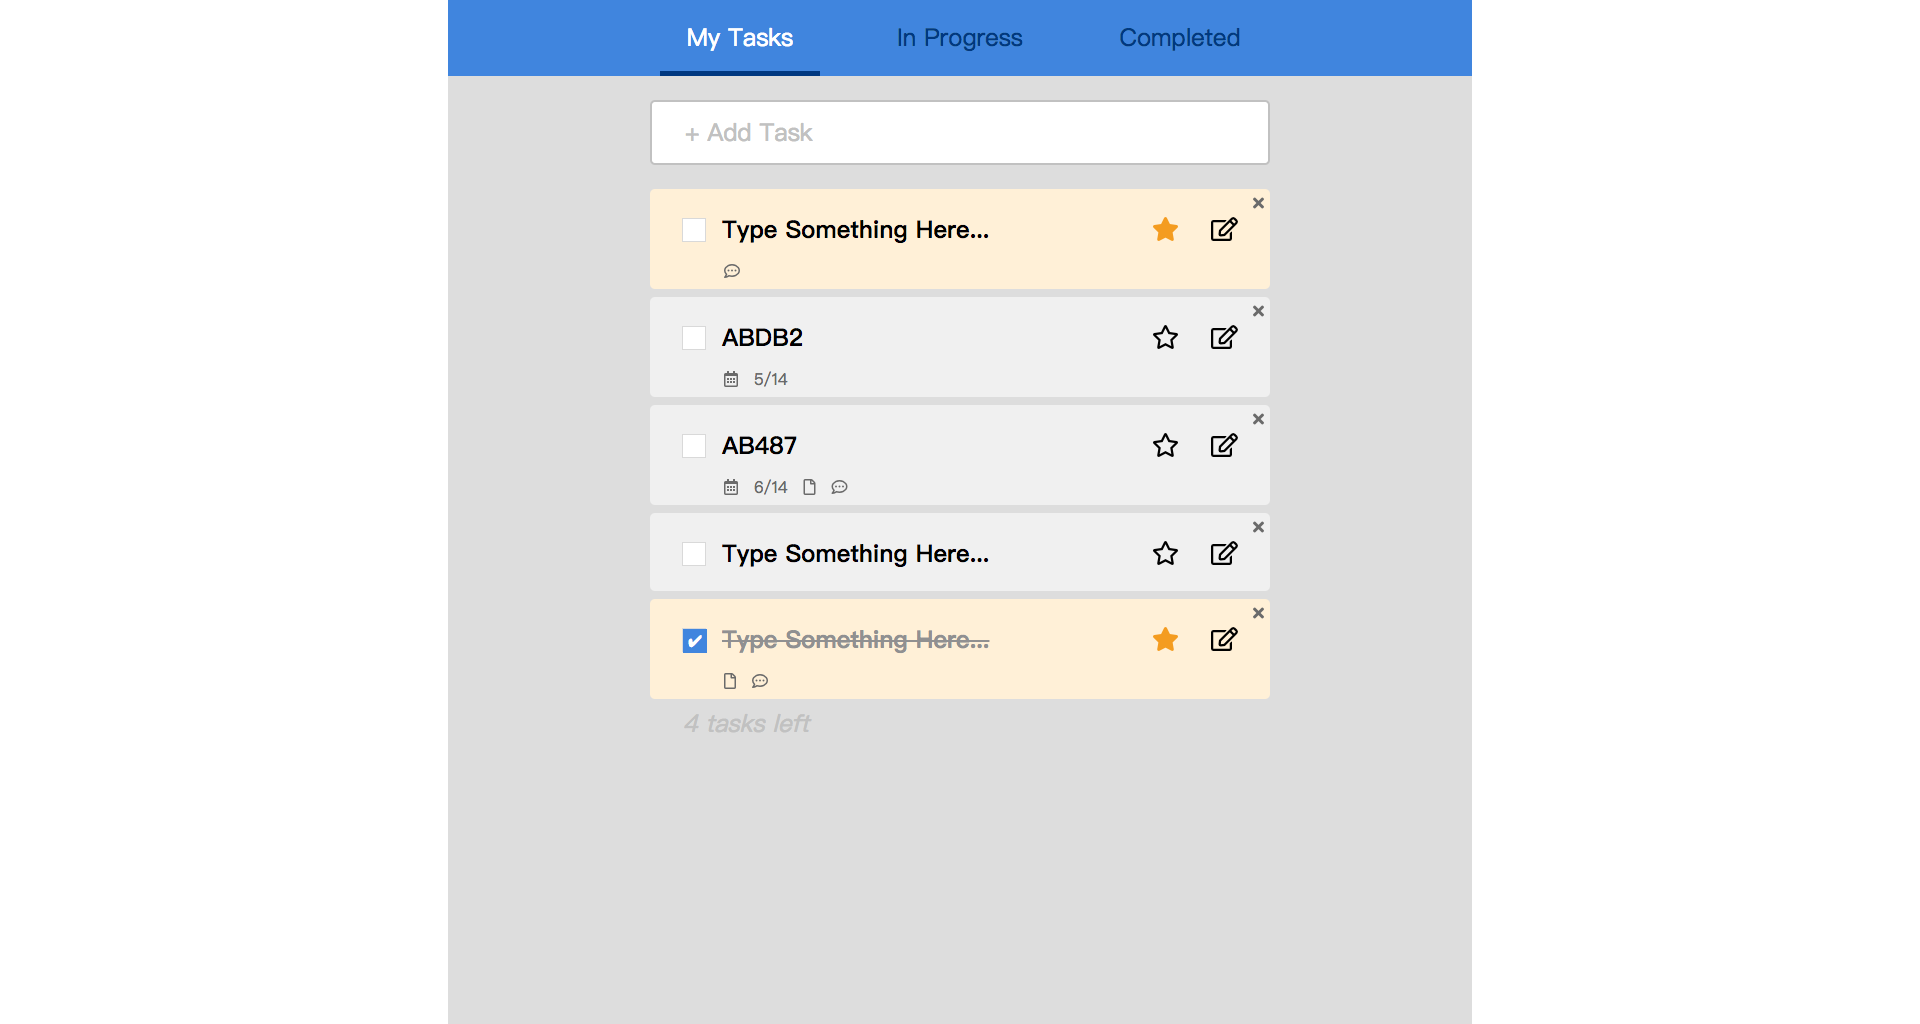 My Tasks In Progress Completed
+ Add Task
Type Something Here...
ABDB2
5/14
AB487
6/14
Type Something Here...
Type Something Here...
4 tasks left